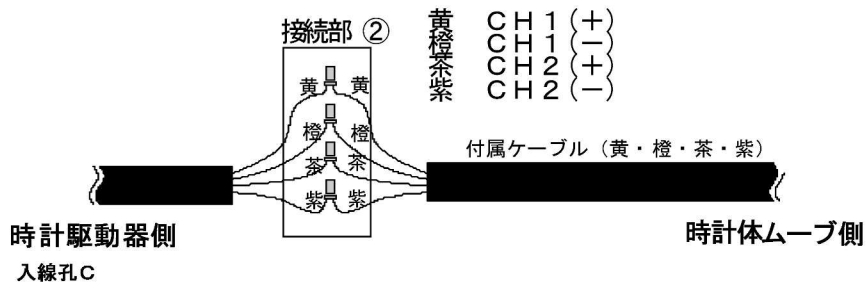 接続部 ②
黄 CH1(+)
橙 CH1(−)
茶 CH2(+)
紫 CH2(−)
黄 黄
橙 橙
茶 茶
紫 紫
付属ケーブル(黄・橙・茶・紫)
時計駆動器側
時計体ムーブ側
入線孔C